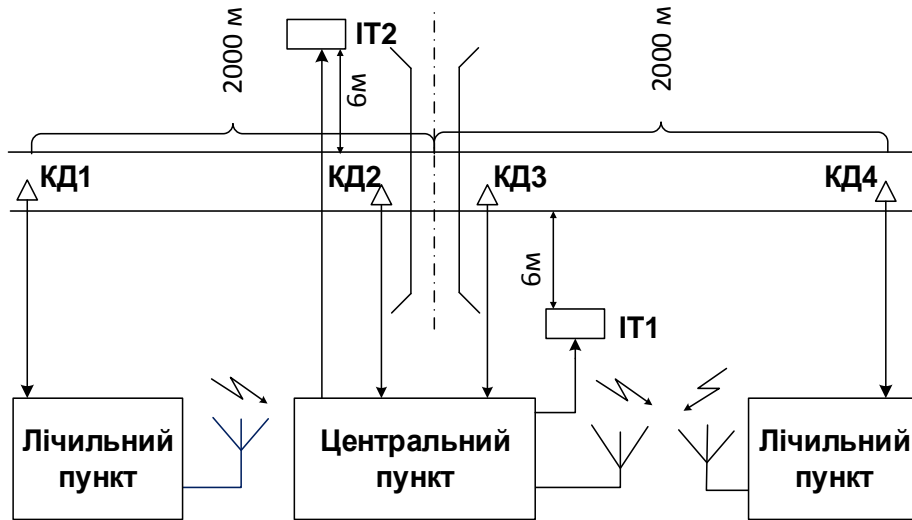 2000 м
ІТ2
2000 м
6м
КД1
КД2
КД3
КД4
6м
ІТ1
Лічильний
пункт
Центральний
пункт
Лічильний
пункт